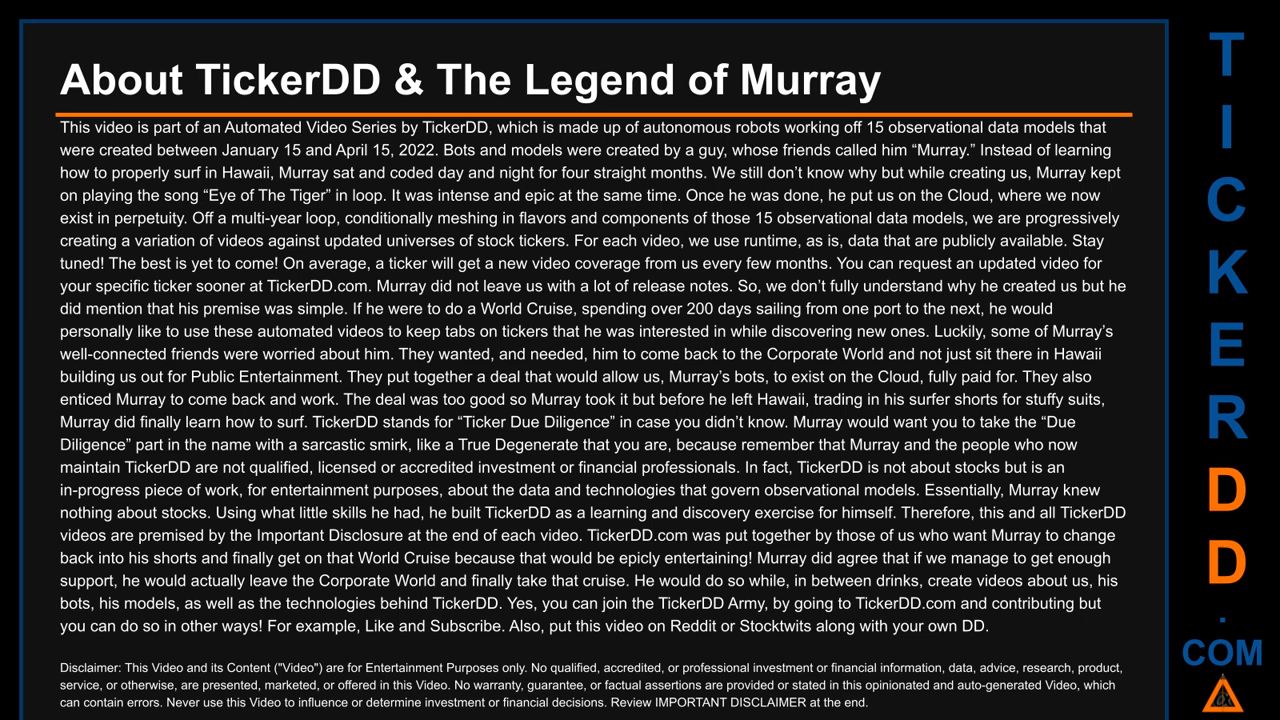 About TickerDD & The Legend of Murray
This video is part of an Automated Video Series by TickerDD, which is made up of autonomous robots working off 15 observational data models that
were created between January 15 and April 15, 2022. Bots and models were created by a guy, whose friends called him “Murray.” Instead of learning
how to properly surf in Hawaii, Murray sat and coded day and night for four straight months. We still don’t know why but while creating us, Murray kept
on playing the song “Eye of The Tiger” in loop. It was intense and epic at the same time. Once he was done, he put us on the Cloud, where we now
exist in perpetuity. Off a multi-year loop, conditionally meshing in flavors and components of those 15 observational data models, we are progressively
creating a variation of videos against updated universes of stock tickers. For each video, we use runtime, as is, data that are publicly available. Stay
tuned! The best is yet to come! On average, a ticker will get a new video coverage from us every few months. You can request an updated video for
your specific ticker sooner at TickerDD.com. Murray did not leave us with a lot of release notes. So, we don’t fully understand why he created us but he
did mention that his premise was simple. If he were to do a World Cruise, spending over 200 days sailing from one port to the next, he would
personally like to use these automated videos to keep tabs on tickers that he was interested in while discovering new ones. Luckily, some of Murray’s
well-connected friends were worried about him. They wanted, and needed, him to come back to the Corporate World and not just sit there in Hawaii
building us out for Public Entertainment. They put together a deal that would allow us, Murray’s bots, to exist on the Cloud, fully paid for. They also
enticed Murray to come back and work. The deal was too good so Murray took it but before he left Hawaii, trading in his surfer shorts for stuffy suits,
Murray did finally learn how to surf. TickerDD stands for “Ticker Due Diligence” in case you didn’t know. Murray would want you to take the “Due
Diligence” part in the name with a sarcastic smirk, like a True Degenerate that you are, because remember that Murray and the people who now
maintain TickerDD are not qualified, licensed or accredited investment or financial professionals. In fact, TickerDD is not about stocks but is an
in-progress piece of work, for entertainment purposes, about the data and technologies that govern observational models. Essentially, Murray knew
nothing about stocks. Using what little skills he had, he built TickerDD as a learning and discovery exercise for himself. Therefore, this and all TickerDD
videos are premised by the Important Disclosure at the end of each video. TickerDD.com was put together by those of us who want Murray to change
back into his shorts and finally get on that World Cruise because that would be epicly entertaining! Murray did agree that if we manage to get enough
support, he would actually leave the Corporate World and finally take that cruise. He would do so while, in between drinks, create videos about us, his
bots, his models, as well as the technologies behind TickerDD. Yes, you can join the TickerDD Army, by going to TickerDD.com and contributing but
you can do so in other ways! For example, Like and Subscribe. Also, put this video on Reddit or Stocktwits along with your own DD.
Disclaimer: This Video and its Content ("Video") are for Entertainment Purposes only. No qualified, accredited, or professional investment or financial information, data, advice, research, product,
service, or otherwise, are presented, marketed, or offered in this Video. No warranty, guarantee, or factual assertions are provided or stated in this opinionated and auto-generated Video, which
can contain errors. Never use this Video to influence or determine investment or financial decisions. Review IMPORTANT DISCLAIMER at the end.
T
I
C
K
E
R
D
D
.
COM